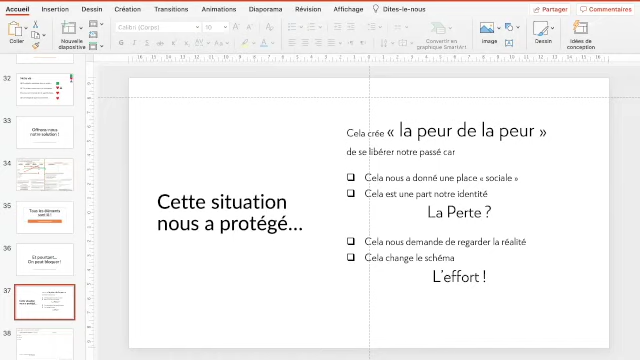 Accueil Insertion Dessin Création Transitions Animations Diaporama Révision Affichage Dites-le-nous Partager Commentaires
Coller Nouvelle diapositive Convertir en graphique SmartArt Image Dessin Idées de conception
32
33
Offrons nous notre solution !
34
35
Tous les éléments sont là !
36
Et pourtant...
On peut bloquer !
37
38
Cette situation
nous a protégé...
Cela crée « la peur de la peur »
de se libérer notre passé car
Cela nous a donné une place « sociale »
Cela est une part notre identité
La Perte ?
Cela nous demande de regarder la réalité
Cela change le schéma
L'effort !